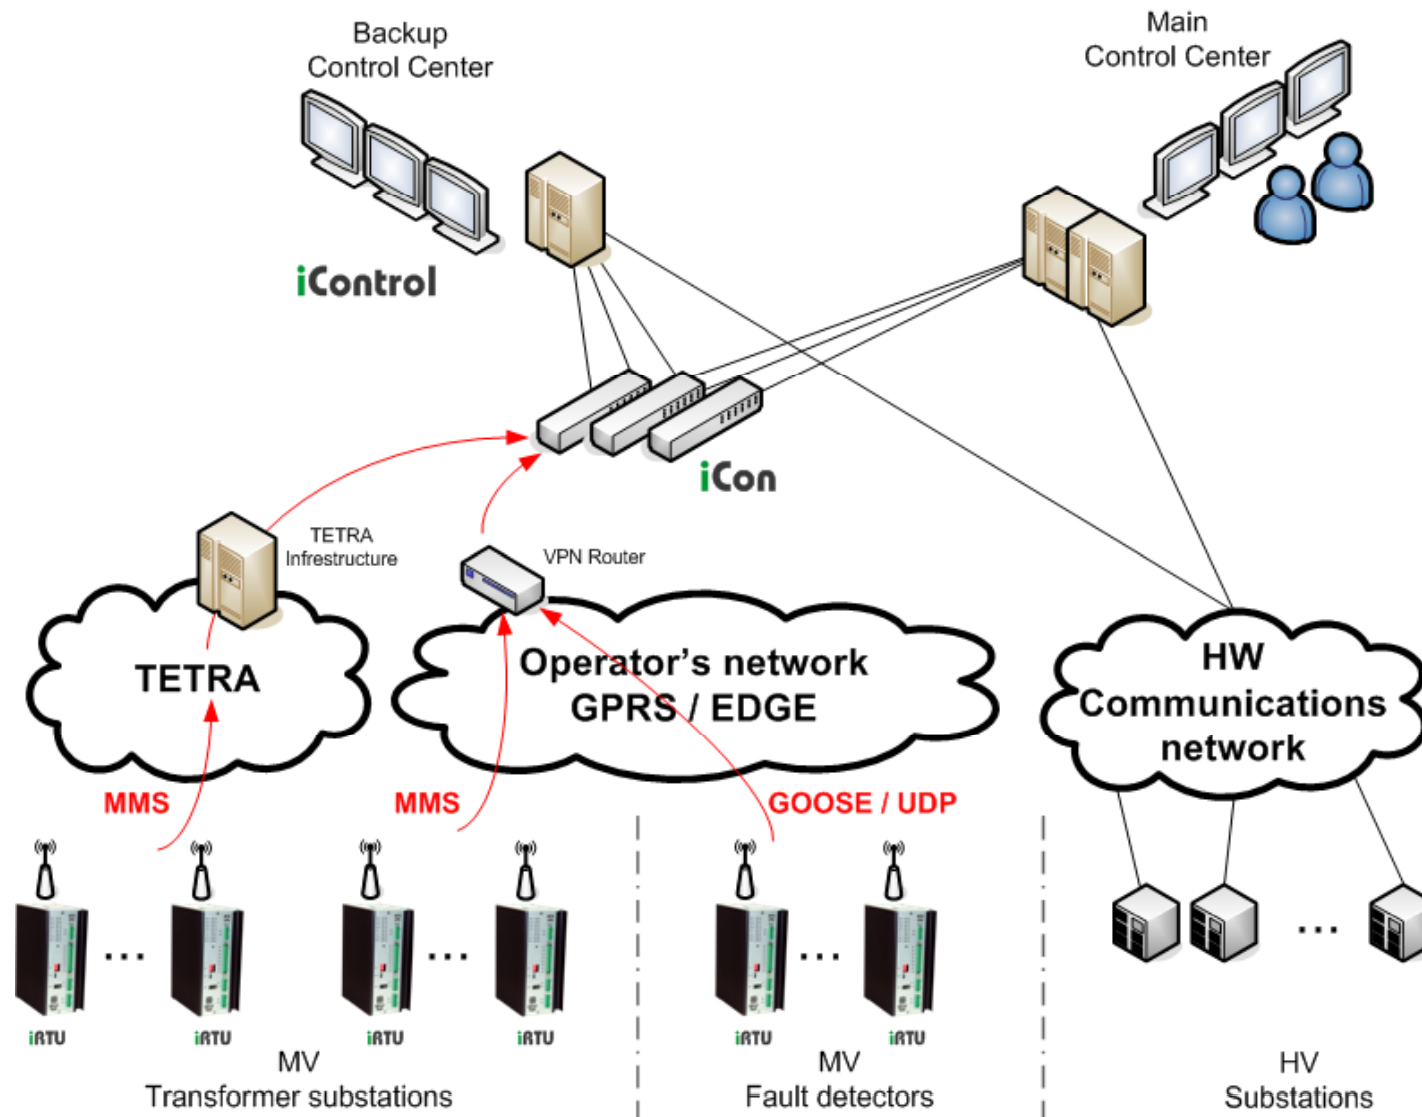 Backup
Control Center
Main
Control Center
iControl
iCon
TETRA
Infrestructure
VPN Router
TETRA
Operator's network
GPRS / EDGE
HW
Communications
network
MMS
MMS
GOOSE / UDP
...
...
...
...
iRTU
iRTU
iRTU
iRTU
iRTU
iRTU
MV
Transformer substations
MV
Fault detectors
HV
Substations